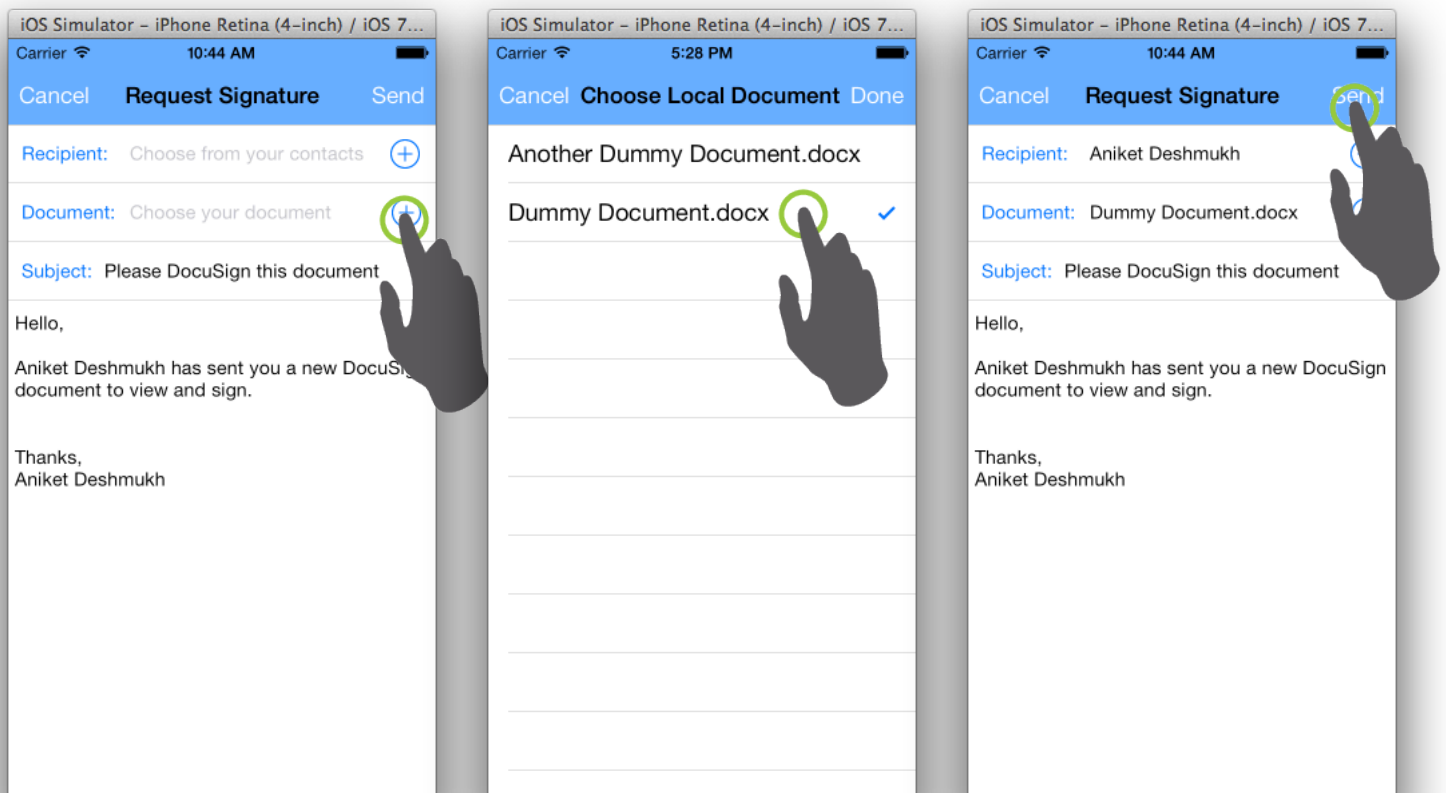 iOS Simulator – iPhone Retina (4-inch) / iOS 7...
Carrier 10:44 AM
Cancel Request Signature Send
Recipient: Choose from your contacts
Document: Choose your document
Subject: Please DocuSign this document
Hello,
Aniket Deshmukh has sent you a new DocuSign
document to view and sign.
Thanks,
Aniket Deshmukh
iOS Simulator – iPhone Retina (4-inch) / iOS 7...
Carrier 5:28 PM
Cancel Choose Local Document Done
Another Dummy Document.docx
Dummy Document.docx
iOS Simulator – iPhone Retina (4-inch) / iOS 7...
Carrier 10:44 AM
Cancel Request Signature Send
Recipient: Aniket Deshmukh
Document: Dummy Document.docx
Subject: Please DocuSign this document
Hello,
Aniket Deshmukh has sent you a new DocuSign
document to view and sign.
Thanks,
Aniket Deshmukh